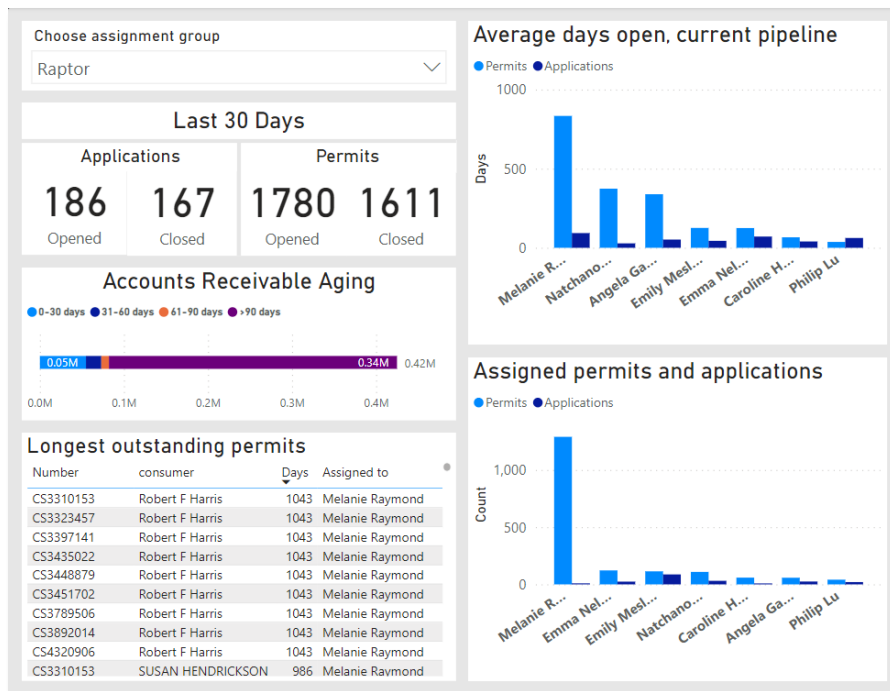 Choose assignment group
Raptor
Last 30 Days
Applications
Permits
186
167
1780
1611
Opened
Closed
Opened
Closed
Accounts Receivable Aging
0-30 days 31-60 days 61-90 days >90 days
0.05M 0.34M 0.42M
0.0M 0.1M 0.2M 0.3M 0.4M
Longest outstanding permits
Number consumer Days Assigned to
CS3310153 Robert F Harris 1043 Melanie Raymond
CS3323457 Robert F Harris 1043 Melanie Raymond
CS3397141 Robert F Harris 1043 Melanie Raymond
CS3435022 Robert F Harris 1043 Melanie Raymond
CS3448879 Robert F Harris 1043 Melanie Raymond
CS3451702 Robert F Harris 1043 Melanie Raymond
CS3789506 Robert F Harris 1043 Melanie Raymond
CS3892014 Robert F Harris 1043 Melanie Raymond
CS4320906 Robert F Harris 1043 Melanie Raymond
CS3310153 SUSAN HENDRICKSON 986 Melanie Raymond
Average days open, current pipeline
Permits Applications
1000
500
0
Days
Melanie R... Natchano... Angela Ga... Emily Mesl... Emma Nel... Caroline H... Philip Lu
Assigned permits and applications
Permits Applications
1,000
500
0
Count
Melanie R... Emma Nel... Emily Mesl... Natchano... Caroline H... Angela Ga... Philip Lu